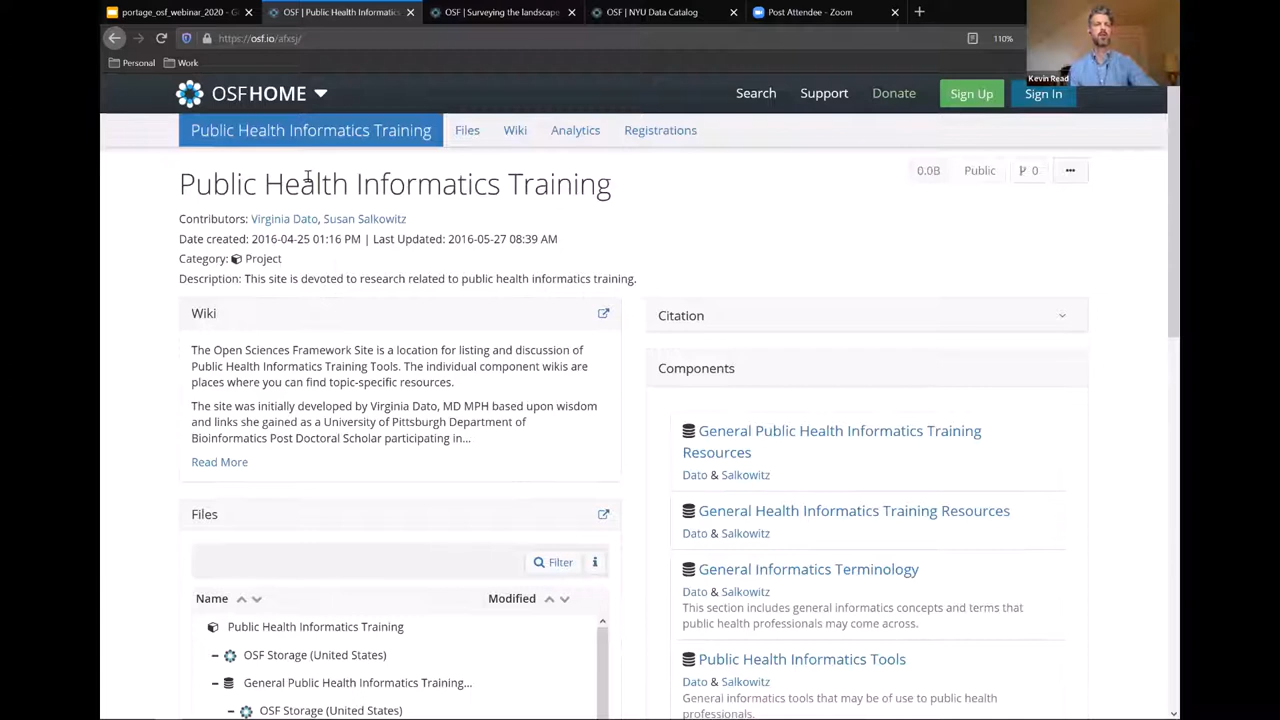 portage_osf_webinar_2020 - G
OSF | Public Health Informatics
OSF | Surveying the landscape
OSF | NYU Data Catalog
Post Attendee - Zoom
https://osf.io/afxsj/
110%
Personal
Work
Kevin Read
OSFHOME
Search
Support
Donate
Sign Up
Sign In
Public Health Informatics Training
Files
Wiki
Analytics
Registrations
Public Health Informatics Training
0.0B
Public
0
Contributors: Virginia Dato, Susan Salkowitz
Date created: 2016-04-25 01:16 PM | Last Updated: 2016-05-27 08:39 AM
Category: Project
Description: This site is devoted to research related to public health informatics training.
Wiki
The Open Sciences Framework Site is a location for listing and discussion of
Public Health Informatics Training Tools. The individual component wikis are
places where you can find topic-specific resources.
The site was initially developed by Virginia Dato, MD MPH based upon wisdom
and links she gained as a University of Pittsburgh Department of
Bioinformatics Post Doctoral Scholar participating in...
Read More
Files
Filter
Name
Modified
Public Health Informatics Training
OSF Storage (United States)
General Public Health Informatics Training...
OSF Storage (United States)
Citation
Components
General Public Health Informatics Training
Resources
Dato & Salkowitz
General Health Informatics Training Resources
Dato & Salkowitz
General Informatics Terminology
Dato & Salkowitz
This section includes general informatics concepts and terms that
public health professionals may come across.
Public Health Informatics Tools
Dato & Salkowitz
General informatics tools that may be of use to public health
professionals.